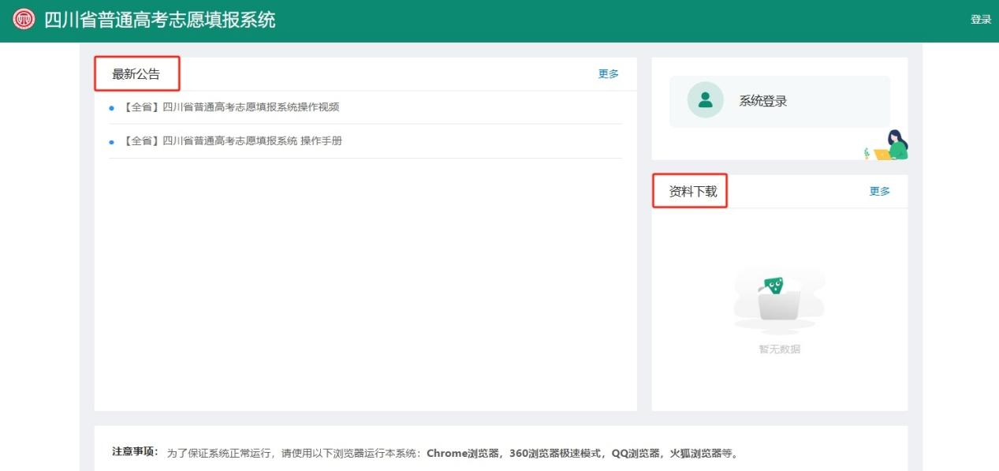 四川省普通高考志愿填报系统
登录
最新公告
更多
【全省】四川省普通高考志愿填报系统操作视频
【全省】四川省普通高考志愿填报系统 操作手册
系统登录
资料下载
更多
暂无数据
注意事项： 为了保证系统正常运行，请使用以下浏览器运行本系统：Chrome浏览器，360浏览器极速模式，QQ浏览器，火狐浏览器等。